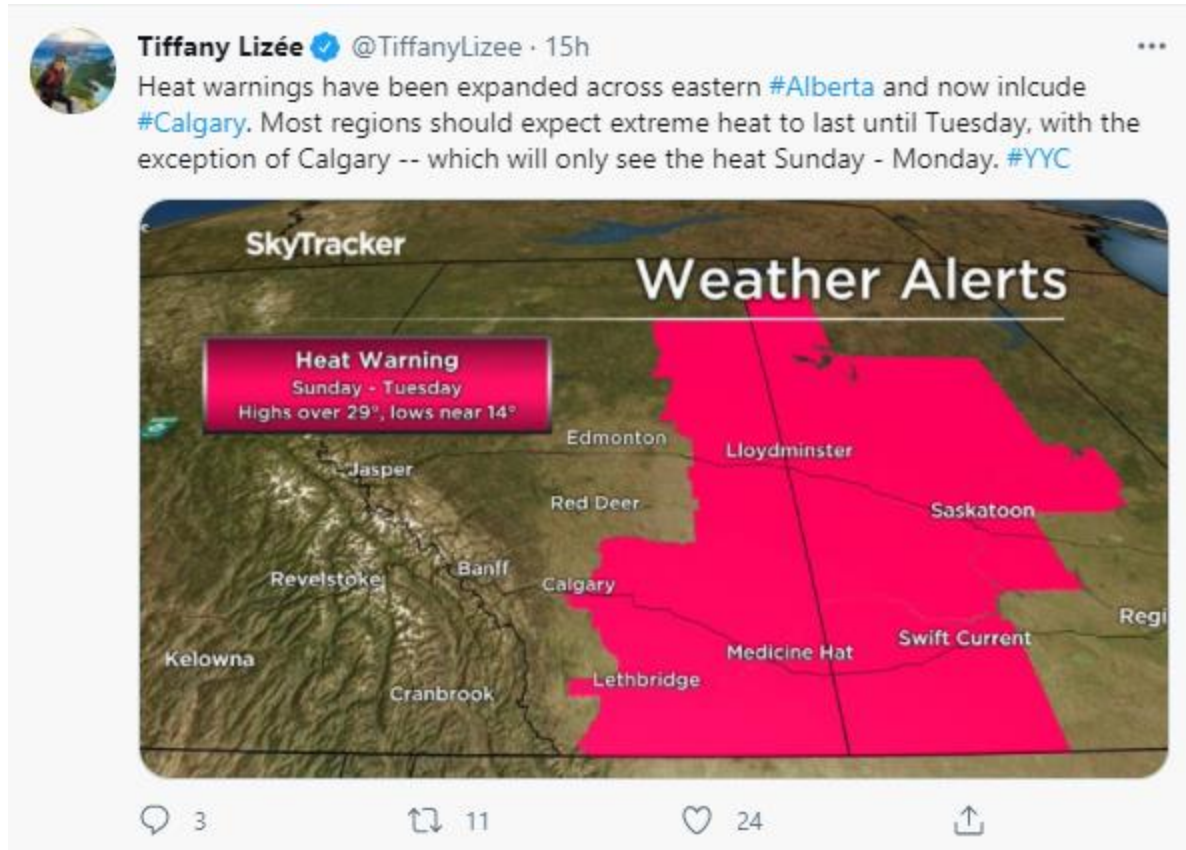 Tiffany Lizée @TiffanyLizee · 15h
Heat warnings have been expanded across eastern #Alberta and now inlcude
#Calgary. Most regions should expect extreme heat to last until Tuesday, with the
exception of Calgary -- which will only see the heat Sunday - Monday. #YYC
SkyTracker
Weather Alerts
Heat Warning
Sunday - Tuesday
Highs over 29°, lows near 14°
Edmonton
Lloydminster
Jasper
Red Deer
Saskatoon
Banff
Revelstoke
Calgary
Regi
Swift Current
Medicine Hat
Kelowna
Lethbridge
Cranbrook
3
11
24